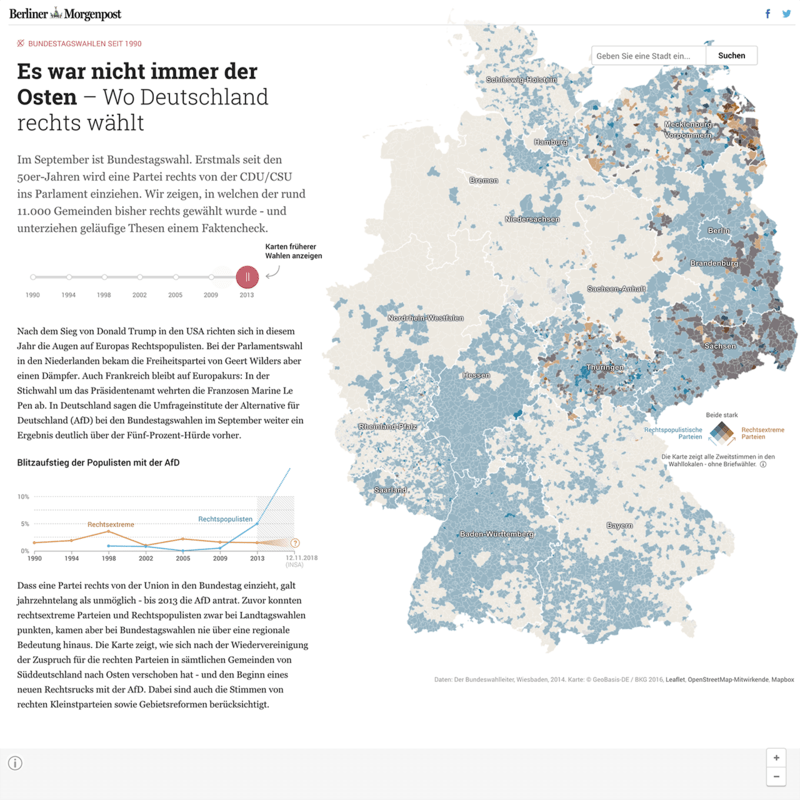 Berliner Morgenpost
BUNDESTAGSWAHLEN SEIT 1990
Es war nicht immer der
Osten – Wo Deutschland
rechts wählt
Im September ist Bundestagswahl. Erstmals seit den
50er-Jahren wird eine Partei rechts von der CDU/CSU
ins Parlament einziehen. Wir zeigen, in welchen der rund
11.000 Gemeinden bisher rechts gewählt wurde - und
unterziehen geläufige Thesen einem Faktencheck.
Karten früherer
Wahlen anzeigen
1990 1994 1998 2002 2005 2009 2013
Nach dem Sieg von Donald Trump in den USA richten sich in diesem
Jahr die Augen auf Europas Rechtspopulisten. Bei der Parlamentswahl
in den Niederlanden bekam die Freiheitspartei von Geert Wilders aber
einen Dämpfer. Auch Frankreich bleibt auf Europakurs: In der
Stichwahl um das Präsidentenamt wehrten die Franzosen Marine Le
Pen ab. In Deutschland sagen die Umfrageinstitute der Alternative für
Deutschland (AfD) bei den Bundestagswahlen im September weiter ein
Ergebnis deutlich über der Fünf-Prozent-Hürde vorher.
Blitzaufstieg der Populisten mit der AfD
10%
5%
0%
Rechtsextreme
Rechtspopulisten
?
1990 1994 1998 2002 2005 2009 2013 12.11.2018
(INSA)
Dass eine Partei rechts von der Union in den Bundestag einzieht, galt
jahrzehntelang als unmöglich - bis 2013 die AfD antrat. Zuvor konnten
rechtsextreme Parteien und Rechtspopulisten zwar bei Landtagswahlen
punkten, kamen aber bei Bundestagswahlen nie über eine regionale
Bedeutung hinaus. Die Karte zeigt, wie sich nach der Wiedervereinigung
der Zuspruch für die rechten Parteien in sämtlichen Gemeinden von
Süddeutschland nach Osten verschoben hat - und den Beginn eines
neuen Rechtsrucks mit der AfD. Dabei sind auch die Stimmen von
rechten Kleinstparteien sowie Gebietsreformen berücksichtigt.
Geben Sie eine Stadt ein...
Suchen
Schleswig-Holstein
Mecklenburg-
Vorpommern
Hamburg
Bremen
Niedersachsen
Berlin
Brandenburg
Sachsen-Anhalt
Nordrhein-Westfalen
Sachsen
Thüringen
Hessen
Rheinland-Pfalz
Saarland
Bayern
Baden-Württemberg
Beide stark
Rechtspopulistische
Parteien
Rechtsextreme
Parteien
Die Karte zeigt alle Zweitstimmen in den
Wahllokalen - ohne Briefwähler.
Daten: Der Bundeswahlleiter, Wiesbaden, 2014. Karte: © GeoBasis-DE / BKG 2016, Leaflet, OpenStreetMap-Mitwirkende, Mapbox
+
−